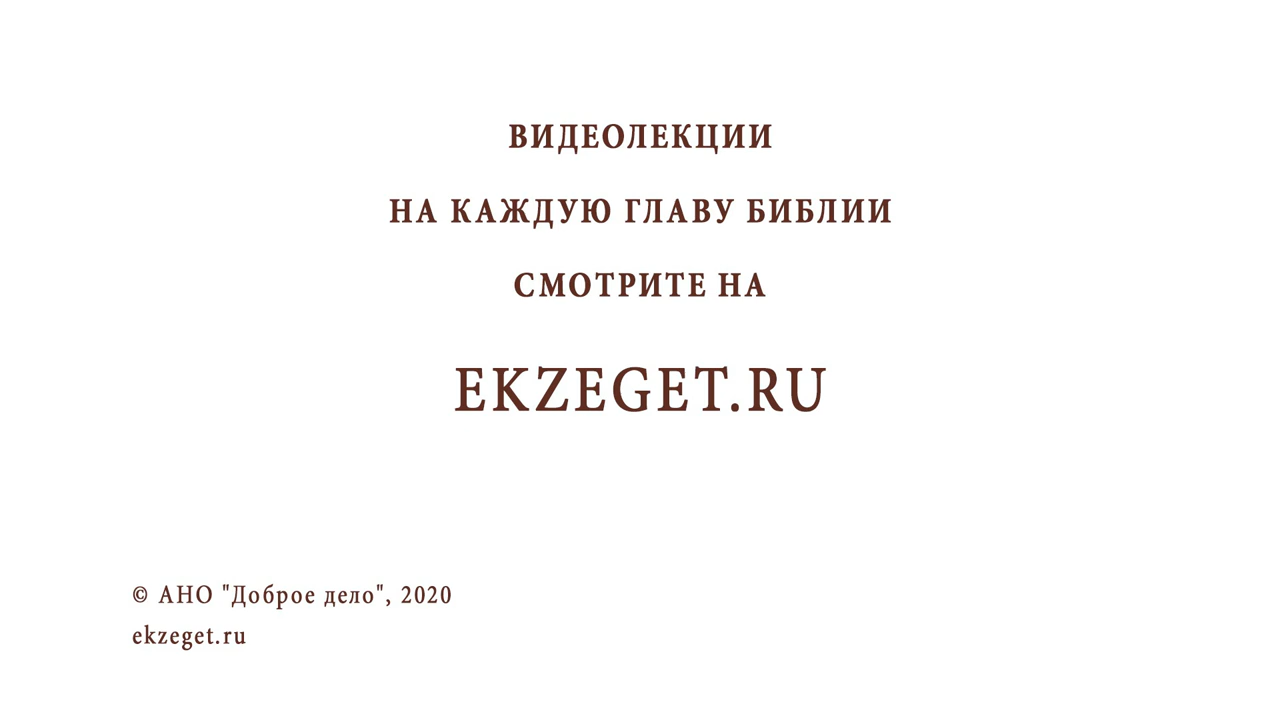 ВИДЕОЛЕКЦИИ
НА КАЖДУЮ ГЛАВУ БИБЛИИ
СМОТРИТЕ НА
EKZEGET.RU
© АНО "Доброе дело", 2020
ekzeget.ru